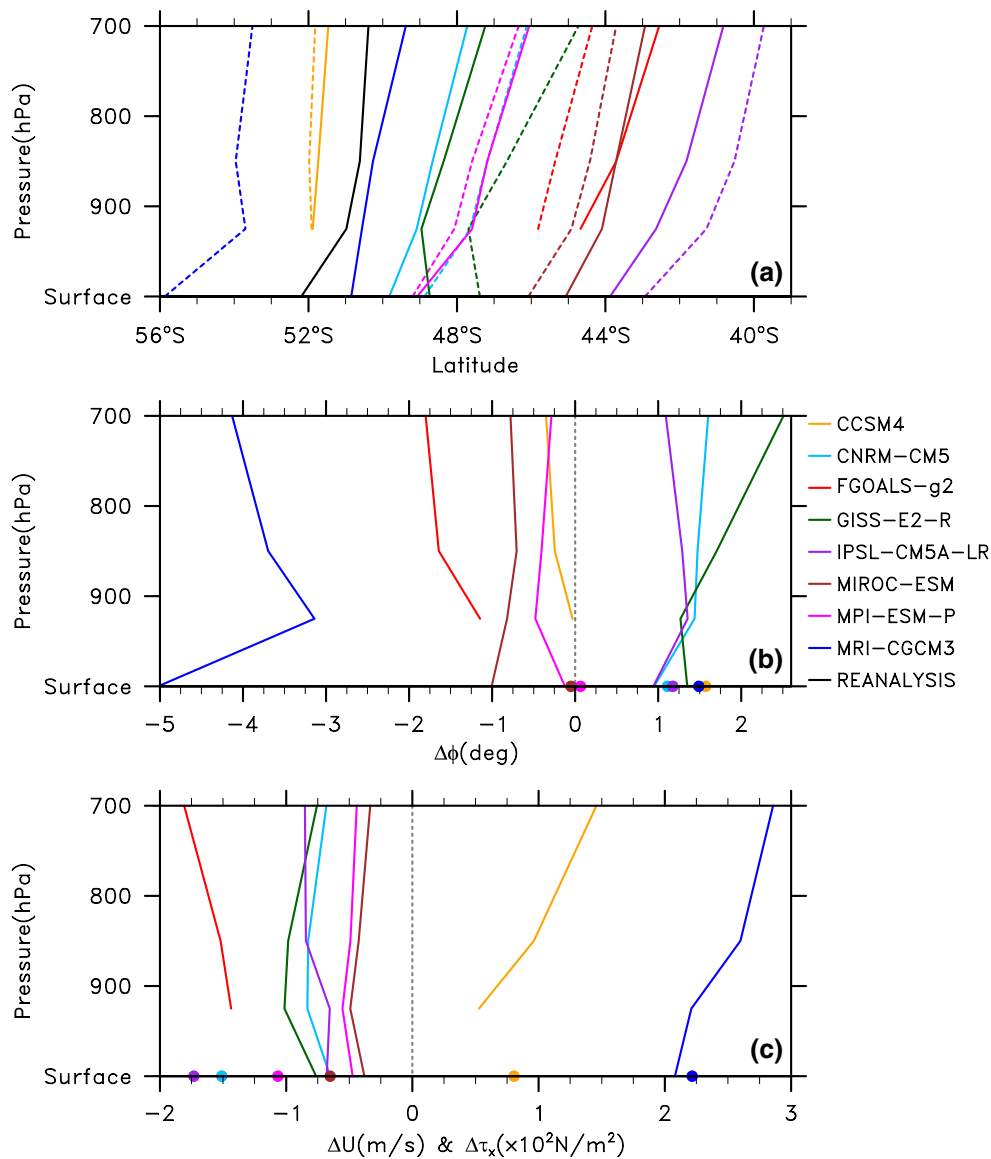 700
800
900
Surface
Pressure(hPa)
(a)
56°S
52°S
48°S
44°S
40°S
Latitude
700
800
900
Surface
Pressure(hPa)
(b)
−5
−4
−3
−2
−1
0
1
2
Δϕ(deg)
CCSM4
CNRM−CM5
FGOALS−g2
GISS−E2−R
IPSL−CM5A−LR
MIROC−ESM
MPI−ESM−P
MRI−CGCM3
REANALYSIS
700
800
900
Surface
Pressure(hPa)
(c)
−2
−1
0
1
2
3
ΔU(m/s) & Δτₓ(×10²N/m²)